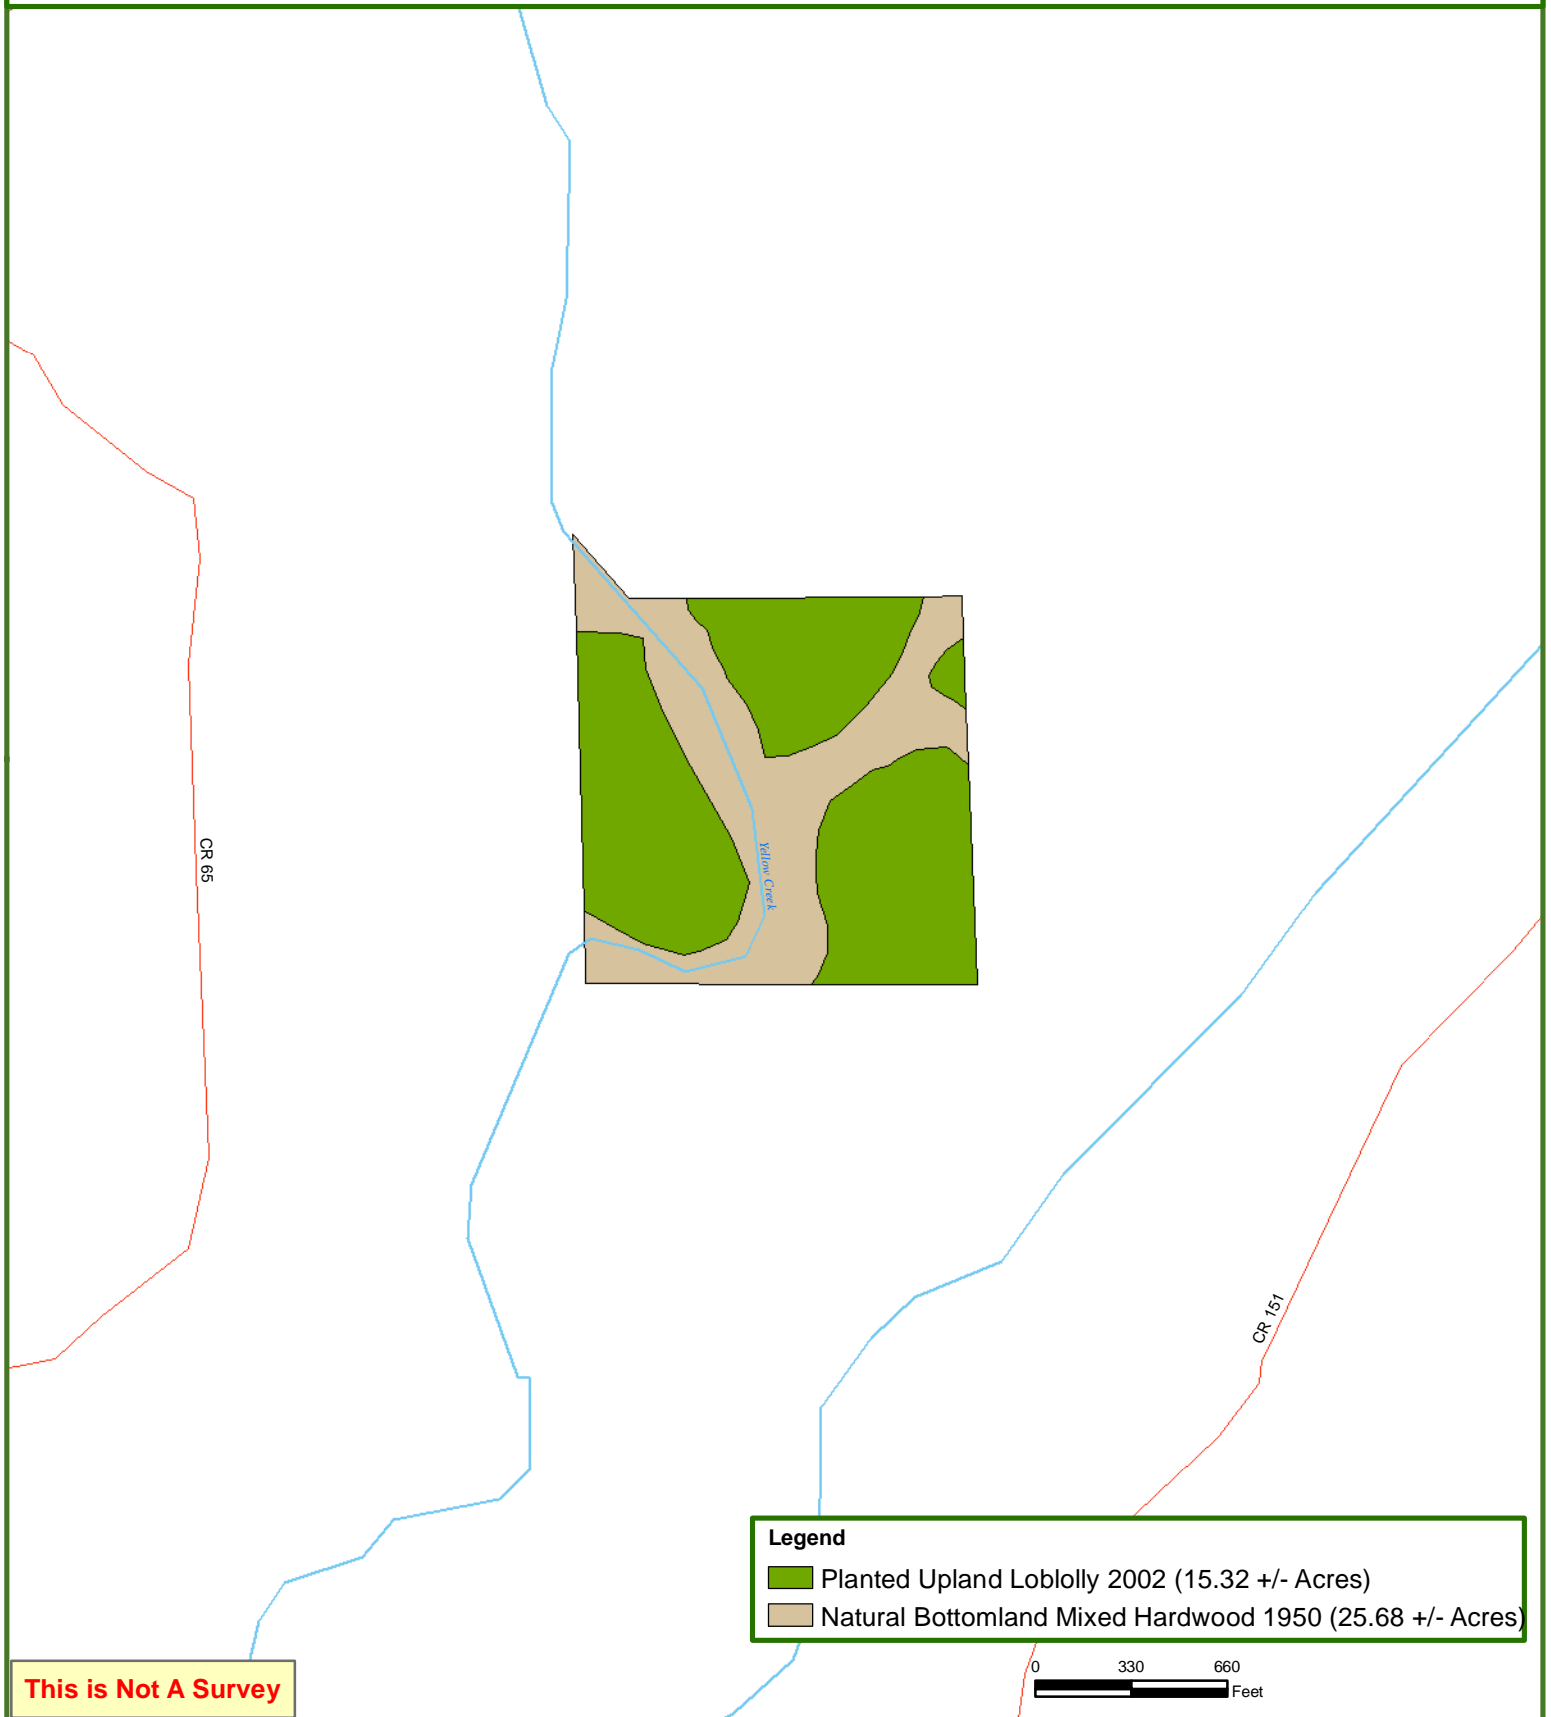 CR 65
Yellow Creek
CR 151
Legend
Planted Upland Loblolly 2002 (15.32 +/- Acres)
Natural Bottomland Mixed Hardwood 1950 (25.68 +/- Acres)
0 330 660
Feet
This is Not A Survey